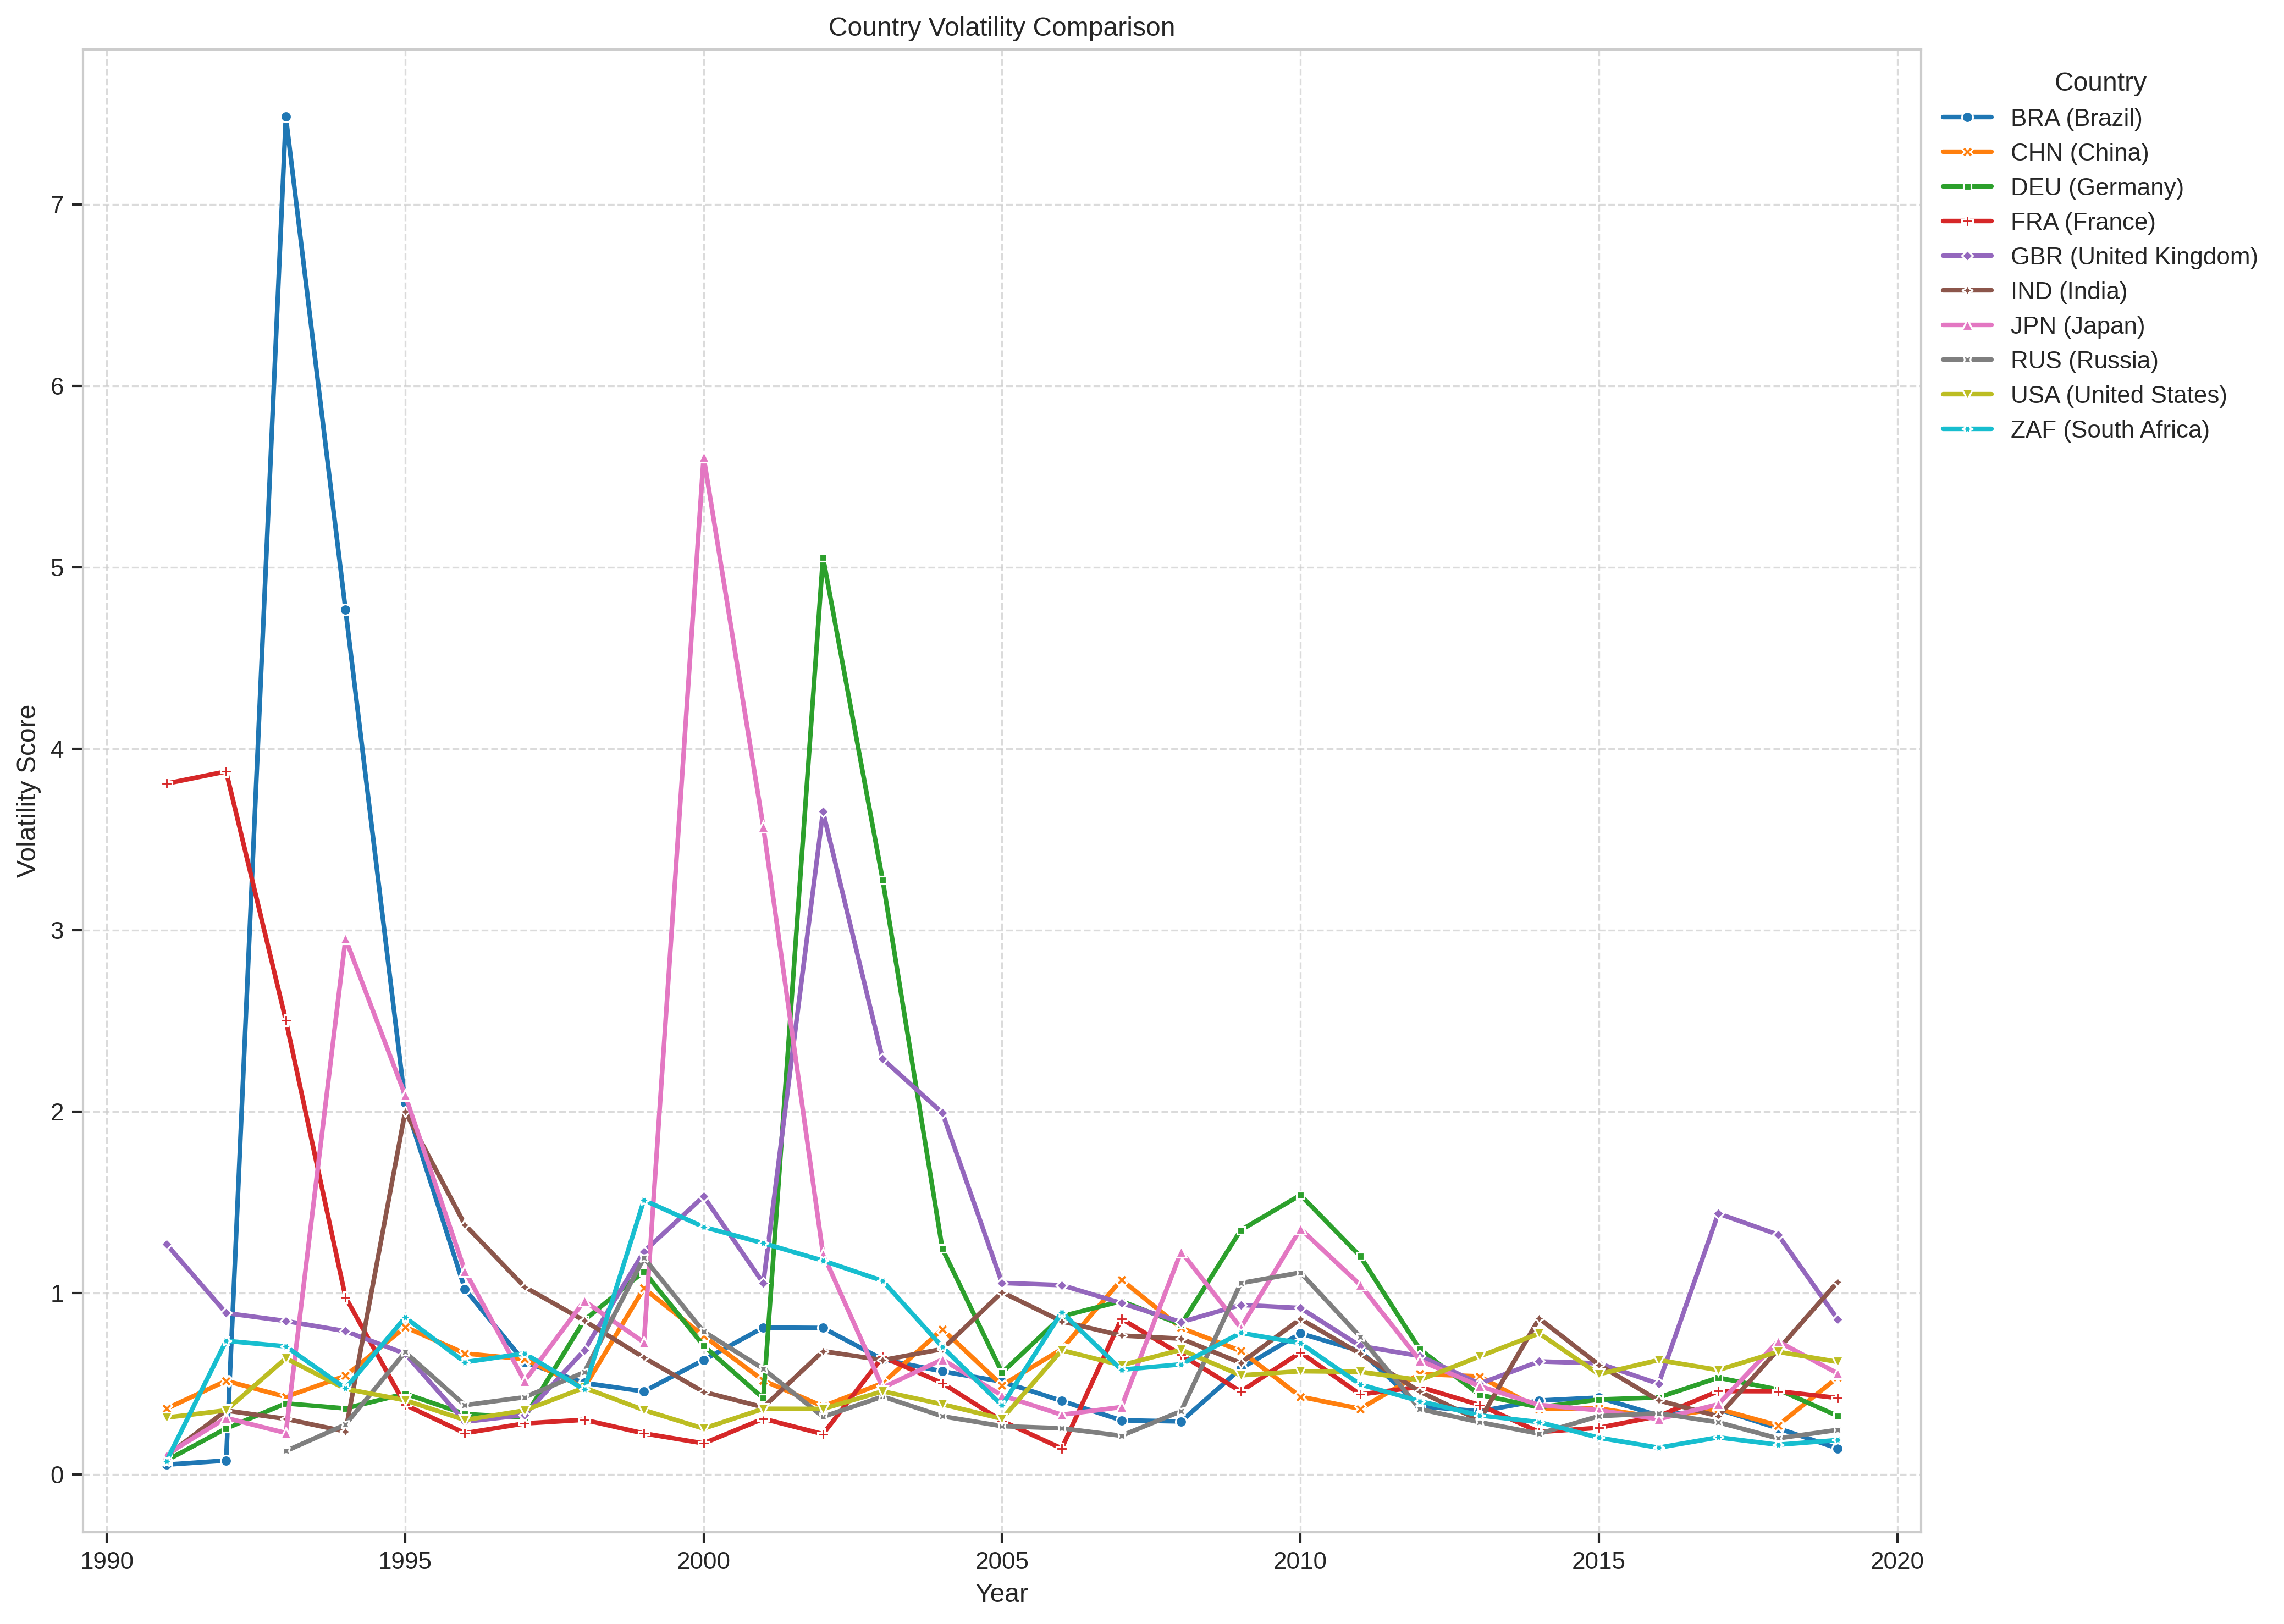 Country Volatility Comparison
Country
BRA (Brazil)
CHN (China)
DEU (Germany)
FRA (France)
GBR (United Kingdom)
IND (India)
JPN (Japan)
RUS (Russia)
USA (United States)
ZAF (South Africa)
Volatility Score
7
6
5
4
3
2
1
0
1990 1995 2000 2005 2010 2015 2020
Year